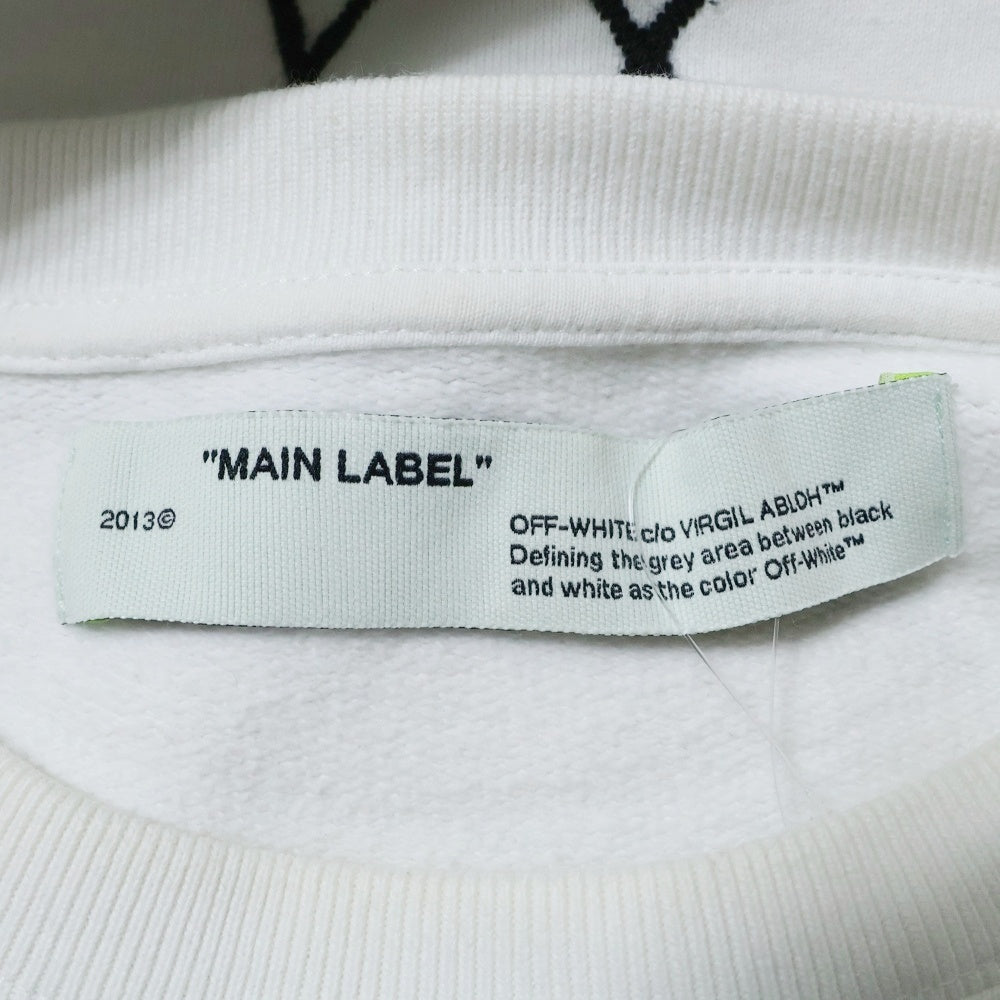 "MAIN LABEL"
2013©
OFF-WHITE c/o VIRGIL ABLOH™
Defining the grey area between black
and white as the color Off-White™